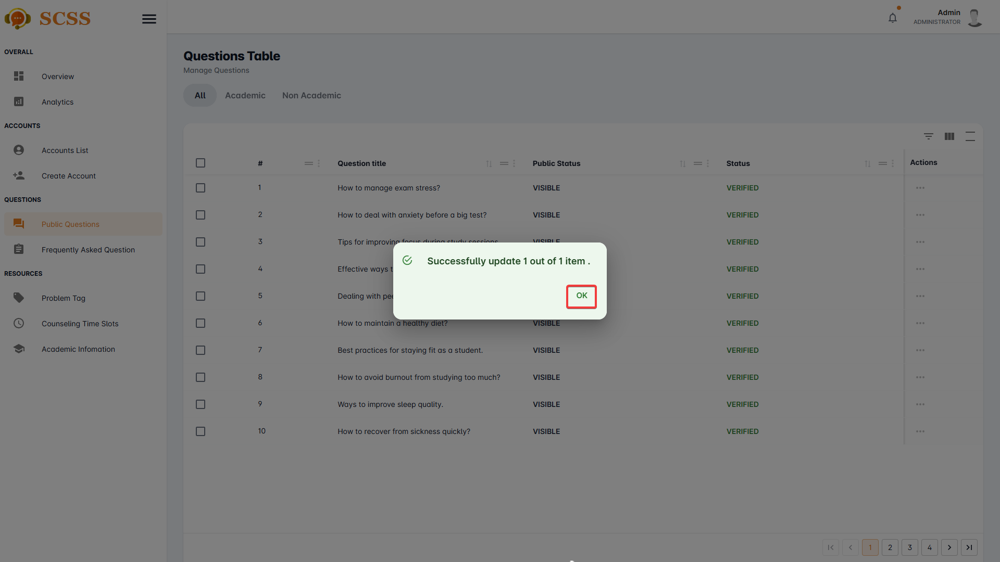 SCSS
Admin
ADMINISTRATOR
OVERALL
Overview
Analytics
ACCOUNTS
Accounts List
Create Account
QUESTIONS
Public Questions
Frequently Asked Question
RESOURCES
Problem Tag
Counseling Time Slots
Academic Infomation
Questions Table
Manage Questions
All Academic Non Academic
# Question title Public Status Status Actions
1 How to manage exam stress? VISIBLE VERIFIED
2 How to deal with anxiety before a big test? VISIBLE VERIFIED
3 Tips for improving focus during study sessions VISIBLE VERIFIED
4 Effective ways VERIFIED
5 Dealing with VERIFIED
6 How to maintain a healthy diet? VISIBLE VERIFIED
7 Best practices for staying fit as a student. VISIBLE VERIFIED
8 How to avoid burnout from studying too much? VISIBLE VERIFIED
9 Ways to improve sleep quality. VISIBLE VERIFIED
10 How to recover from sickness quickly? VISIBLE VERIFIED
Successfully update 1 out of 1 item .
OK
1 2 3 4